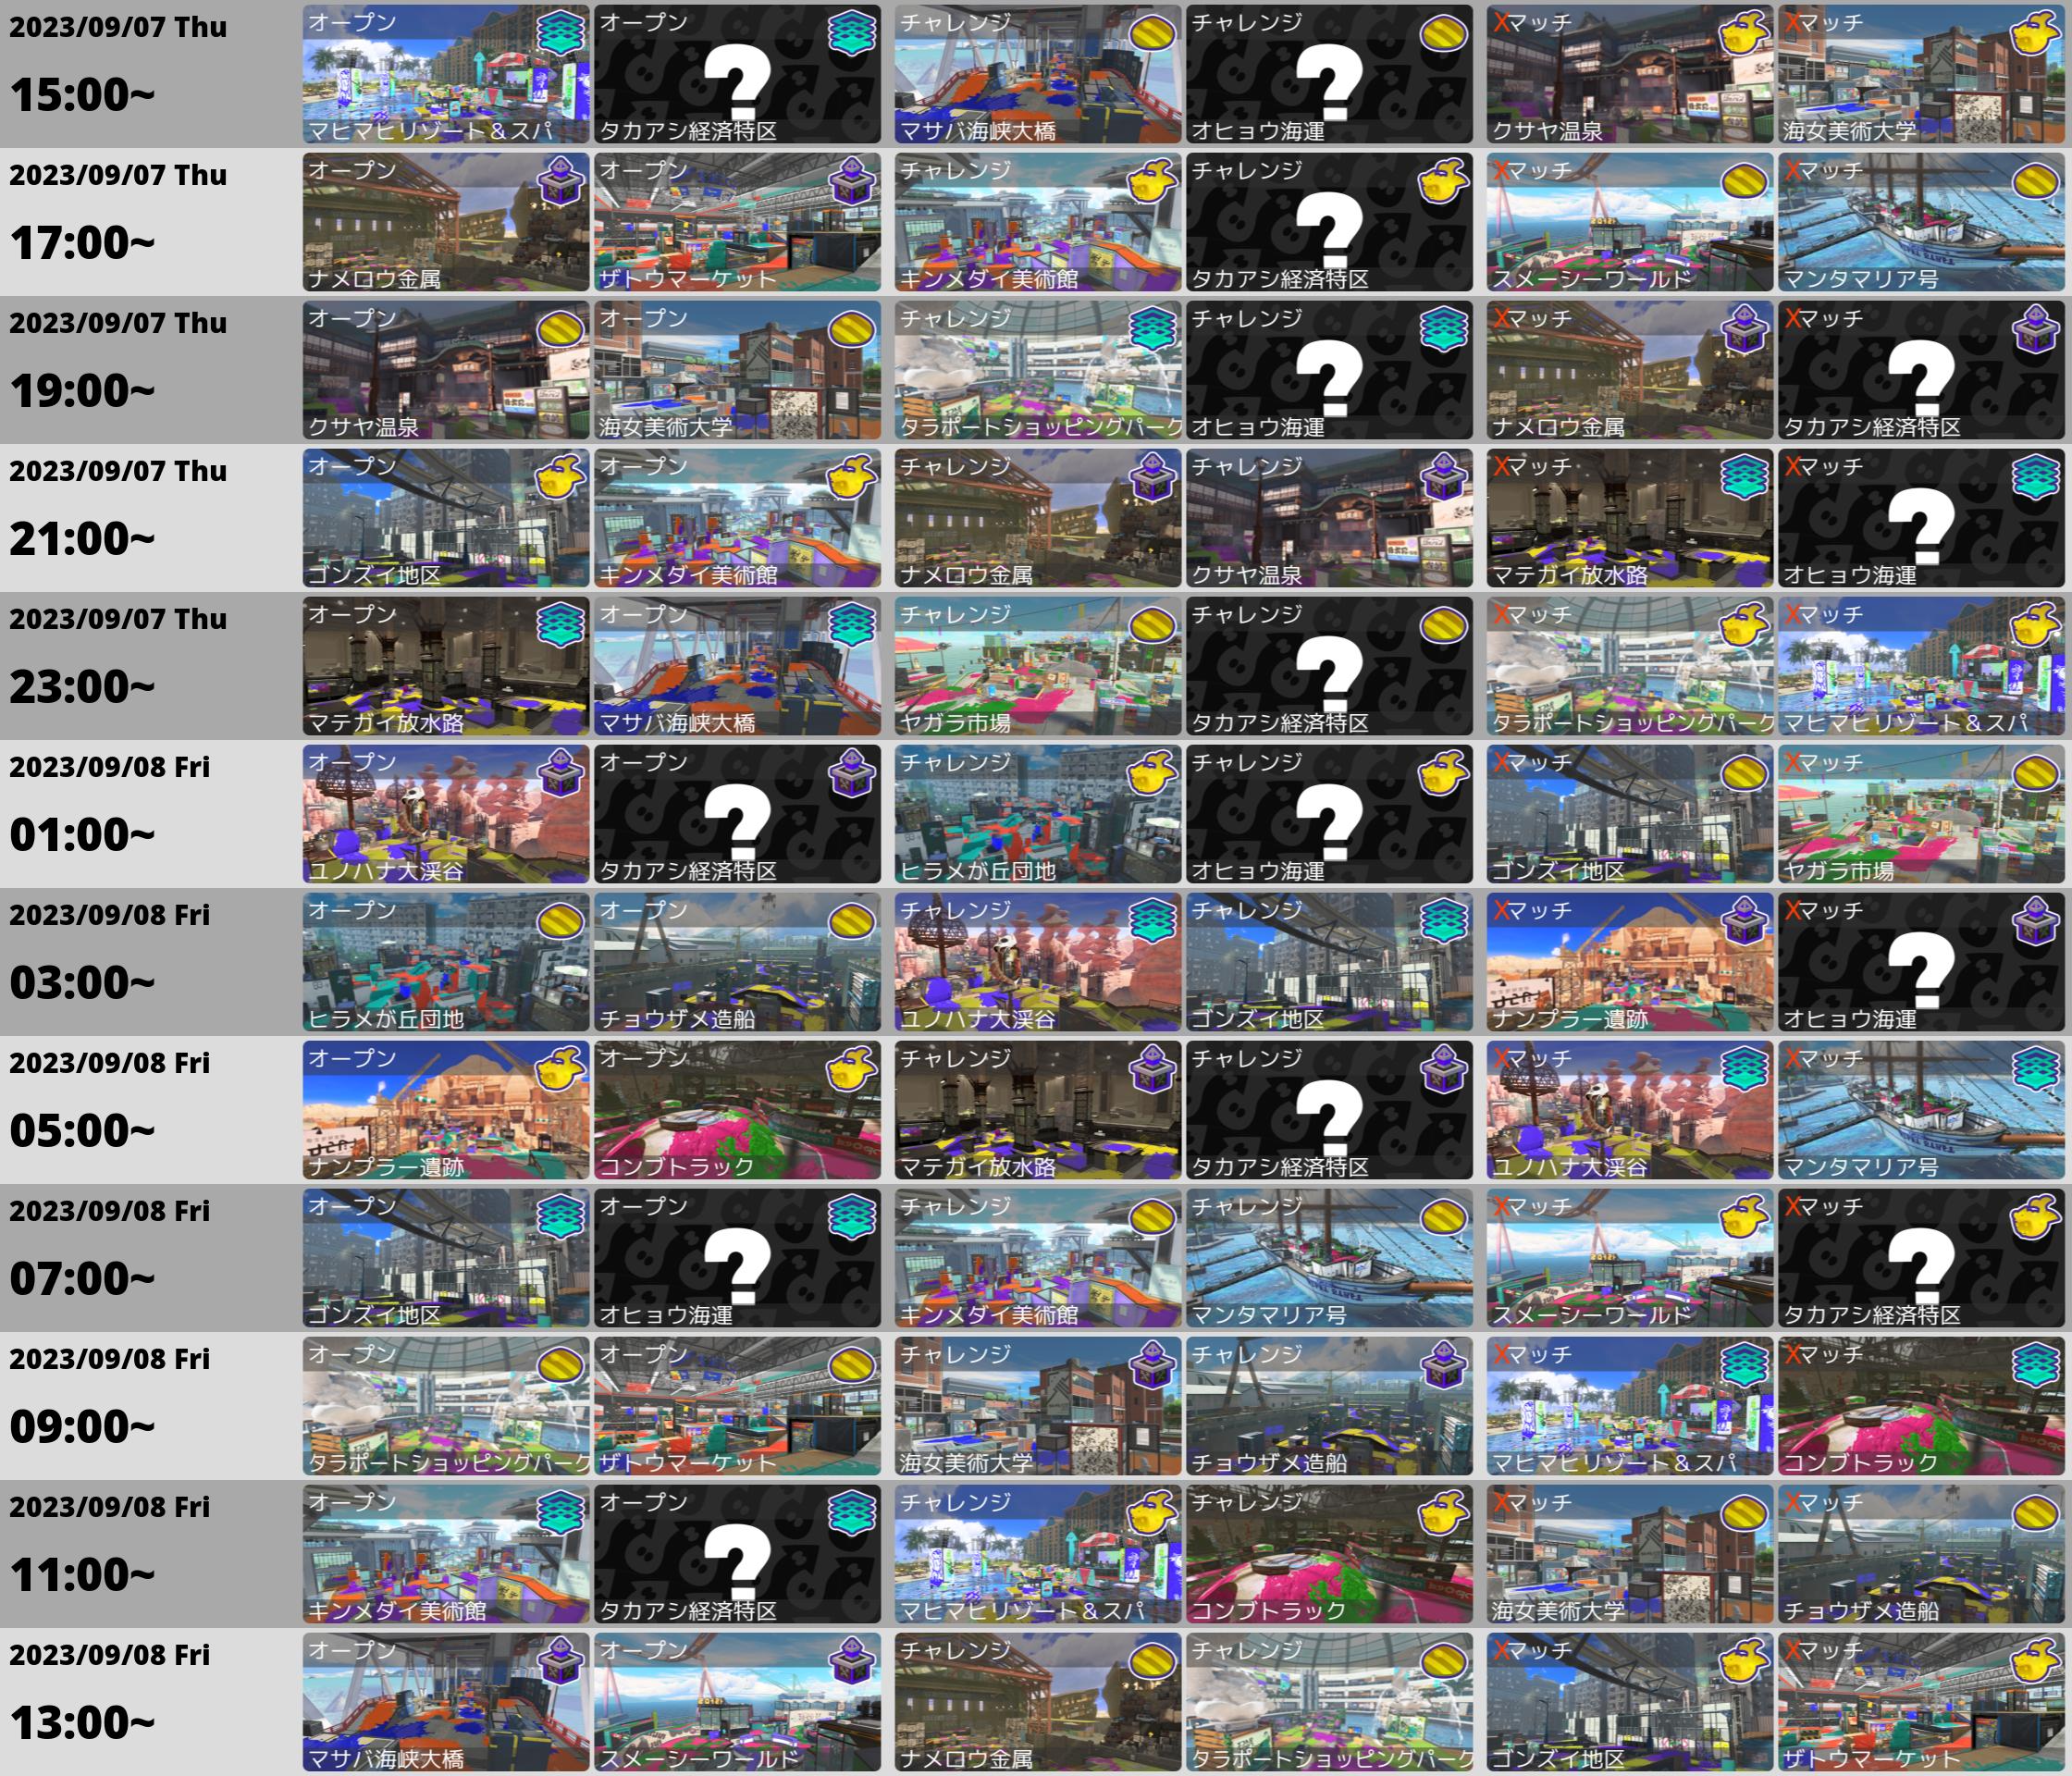 2023/09/07 Thu
15:00~
オープン
マヒマヒリゾート＆スパ
オープン
タカアシ経済特区
チャレンジ
マサバ海峡大橋
チャレンジ
オヒョウ海運
Xマッチ
クサヤ温泉
Xマッチ
海女美術大学
2023/09/07 Thu
17:00~
オープン
ナメロウ金属
オープン
ザトウマーケット
チャレンジ
キンメダイ美術館
チャレンジ
タカアシ経済特区
Xマッチ
スメーシーワールド
Xマッチ
マンタマリア号
2023/09/07 Thu
19:00~
オープン
クサヤ温泉
オープン
海女美術大学
チャレンジ
タラポートショッピングパーク
チャレンジ
オヒョウ海運
Xマッチ
ナメロウ金属
Xマッチ
タカアシ経済特区
2023/09/07 Thu
21:00~
オープン
ゴンズイ地区
オープン
キンメダイ美術館
チャレンジ
ナメロウ金属
チャレンジ
クサヤ温泉
Xマッチ
マテガイ放水路
Xマッチ
オヒョウ海運
2023/09/07 Thu
23:00~
オープン
マテガイ放水路
オープン
マサバ海峡大橋
チャレンジ
ヤガラ市場
チャレンジ
タカアシ経済特区
Xマッチ
タラポートショッピングパーク
Xマッチ
マヒマヒリゾート＆スパ
2023/09/08 Fri
01:00~
オープン
ユノハナ大渓谷
オープン
タカアシ経済特区
チャレンジ
ヒラメが丘団地
チャレンジ
オヒョウ海運
Xマッチ
ゴンズイ地区
Xマッチ
ヤガラ市場
2023/09/08 Fri
03:00~
オープン
ヒラメが丘団地
オープン
チョウザメ造船
チャレンジ
ユノハナ大渓谷
チャレンジ
ゴンズイ地区
Xマッチ
ナンプラー遺跡
Xマッチ
オヒョウ海運
2023/09/08 Fri
05:00~
オープン
ナンプラー遺跡
オープン
コンブトラック
チャレンジ
マテガイ放水路
チャレンジ
タカアシ経済特区
Xマッチ
ユノハナ大渓谷
Xマッチ
マンタマリア号
2023/09/08 Fri
07:00~
オープン
ゴンズイ地区
オープン
オヒョウ海運
チャレンジ
キンメダイ美術館
チャレンジ
マンタマリア号
Xマッチ
スメーシーワールド
Xマッチ
タカアシ経済特区
2023/09/08 Fri
09:00~
オープン
タラポートショッピングパーク
オープン
ザトウマーケット
チャレンジ
海女美術大学
チャレンジ
チョウザメ造船
Xマッチ
マヒマヒリゾート＆スパ
Xマッチ
コンブトラック
2023/09/08 Fri
11:00~
オープン
キンメダイ美術館
オープン
タカアシ経済特区
チャレンジ
マヒマヒリゾート＆スパ
チャレンジ
コンブトラック
Xマッチ
海女美術大学
Xマッチ
チョウザメ造船
2023/09/08 Fri
13:00~
オープン
マサバ海峡大橋
オープン
スメーシーワールド
チャレンジ
ナメロウ金属
チャレンジ
タラポートショッピングパーク
Xマッチ
ゴンズイ地区
Xマッチ
ザトウマーケット